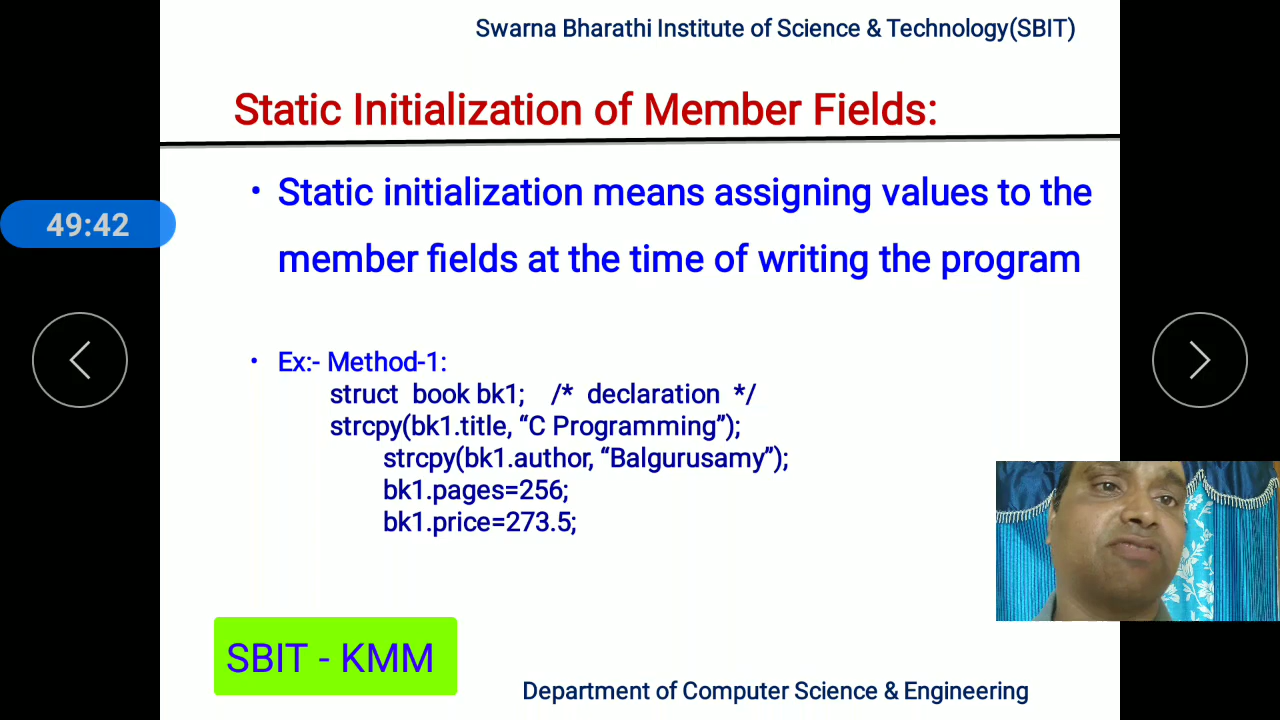 Swarna Bharathi Institute of Science & Technology(SBIT)
Static Initialization of Member Fields:
• Static initialization means assigning values to the
member fields at the time of writing the program
49:42
• Ex:- Method-1:
struct book bk1; /* declaration */
strcpy(bk1.title, “C Programming”);
strcpy(bk1.author, “Balgurusamy”);
bk1.pages=256;
bk1.price=273.5;
SBIT - KMM
Department of Computer Science & Engineering